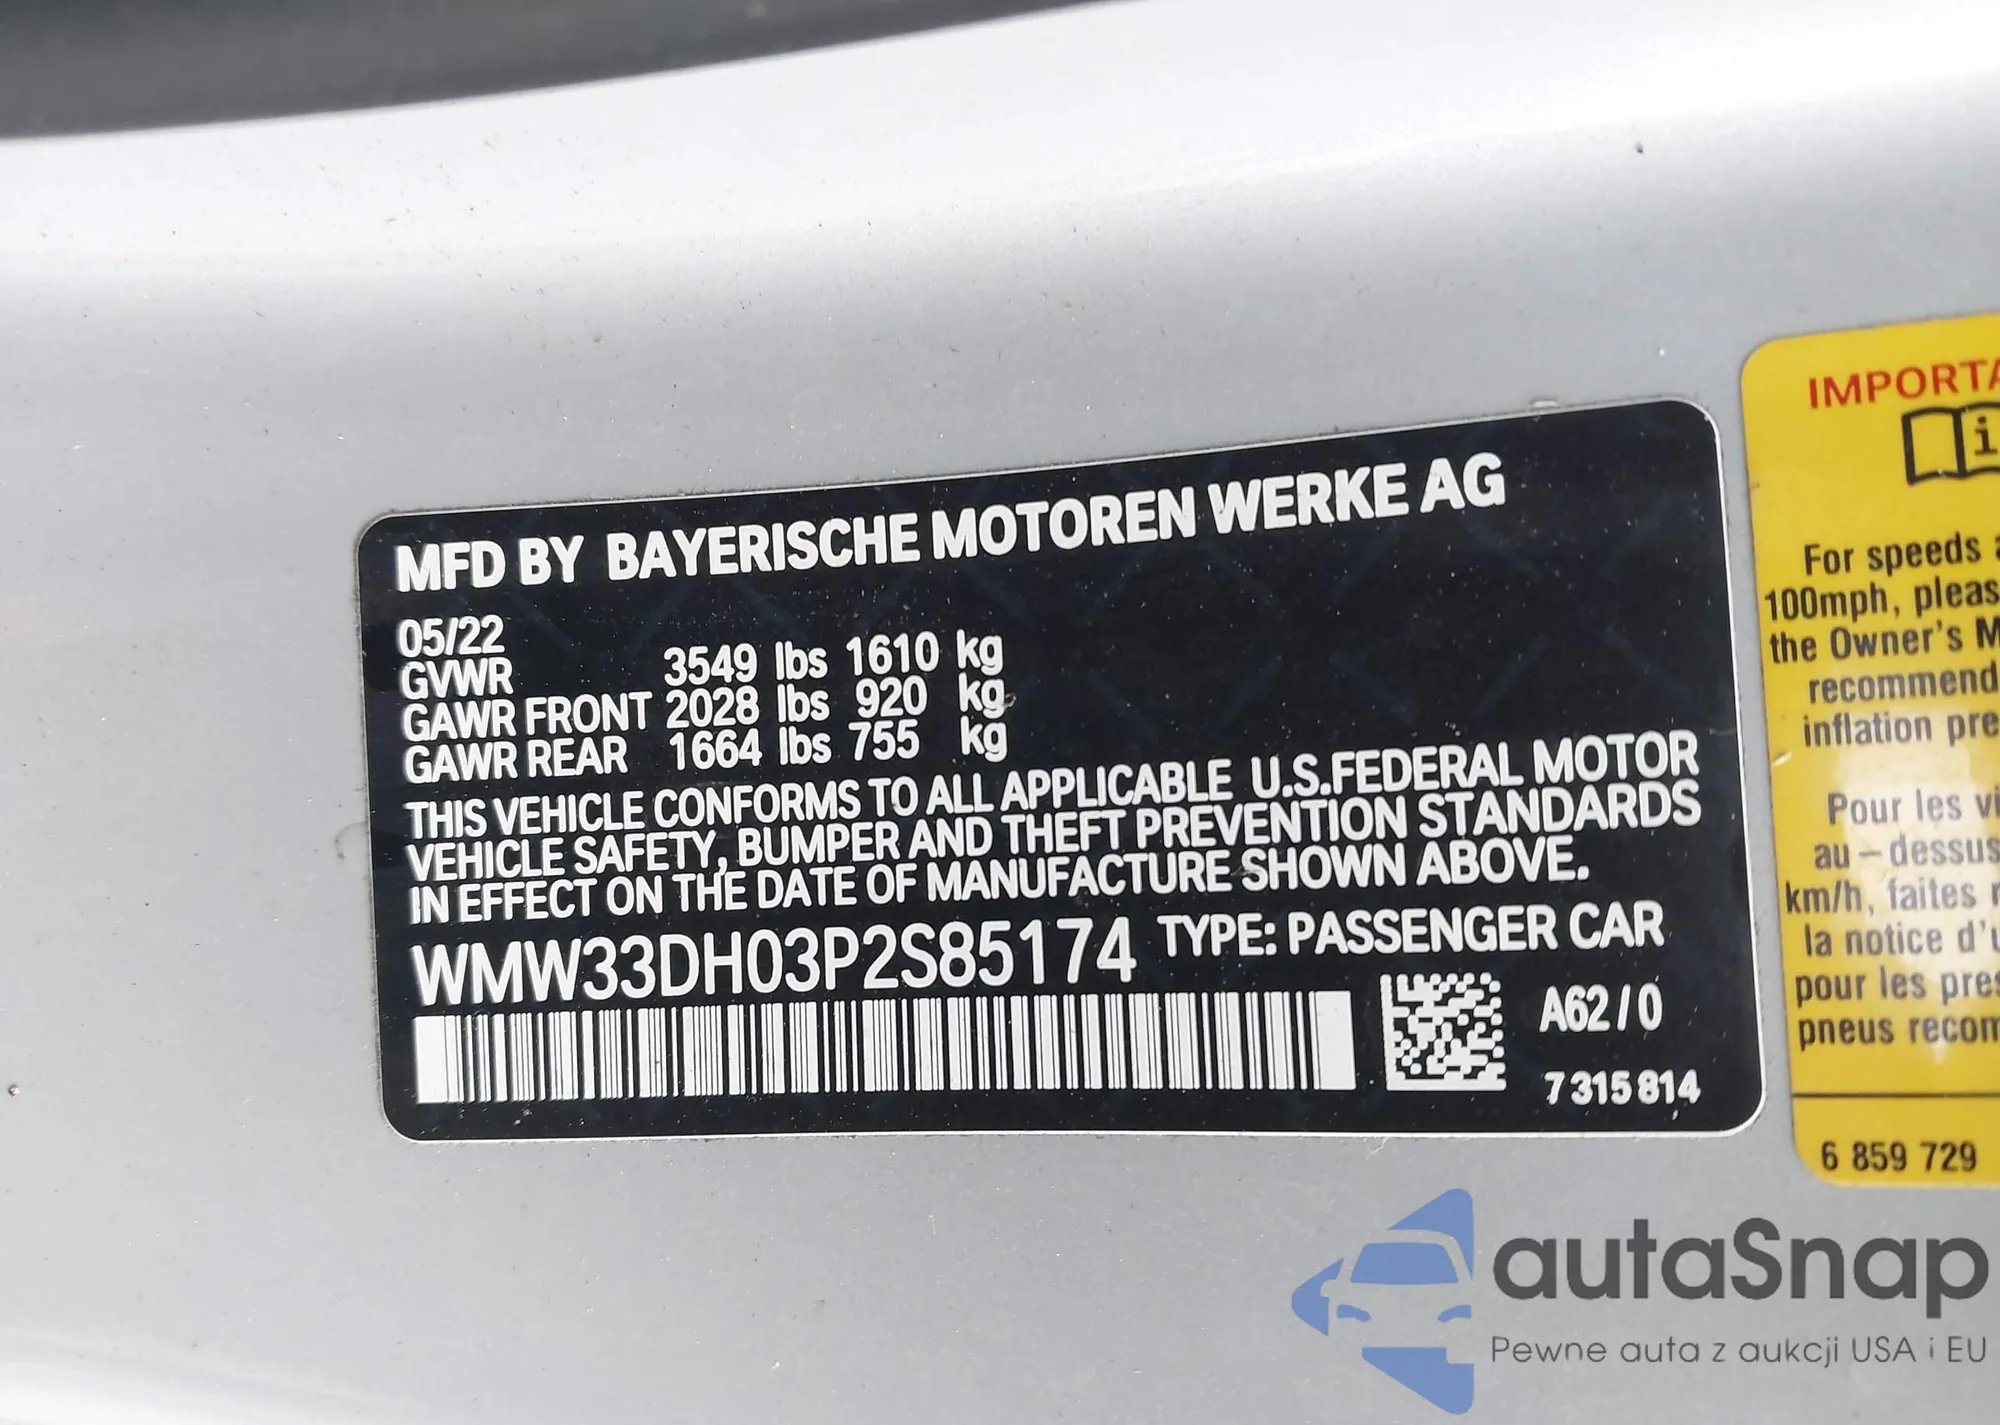 MFD BY BAYERISCHE MOTOREN WERKE AG
05/22
GVWR 3549 lbs 1610 kg
GAWR FRONT 2028 lbs 920 kg
GAWR REAR 1664 lbs 755 kg
THIS VEHICLE CONFORMS TO ALL APPLICABLE U.S.FEDERAL MOTOR
VEHICLE SAFETY, BUMPER AND THEFT PREVENTION STANDARDS
IN EFFECT ON THE DATE OF MANUFACTURE SHOWN ABOVE.
WMW33DH03P2S85174 TYPE: PASSENGER CAR
A62/0
7 315 814
IMPORTA
i
For speeds a
100mph, pleas
the Owner's M
recommend
inflation pre
Pour les vi
au-dessus
km/h, faites r
la notice d'u
pour les pres
pneus recom
6 859 729
autaSnap
Pewne auta z aukcji USA i EU